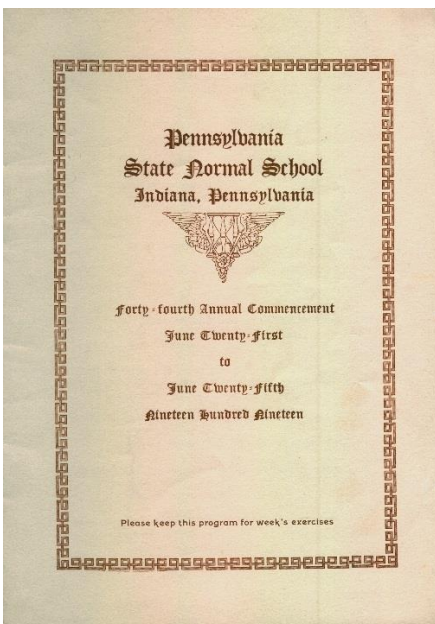 Pennsylvania
State Normal School
Indiana, Pennsylvania
Forty-fourth Annual Commencement
June Twenty-First
to
June Twenty-Fifth
Nineteen Hundred Nineteen
Please keep this program for week's exercises